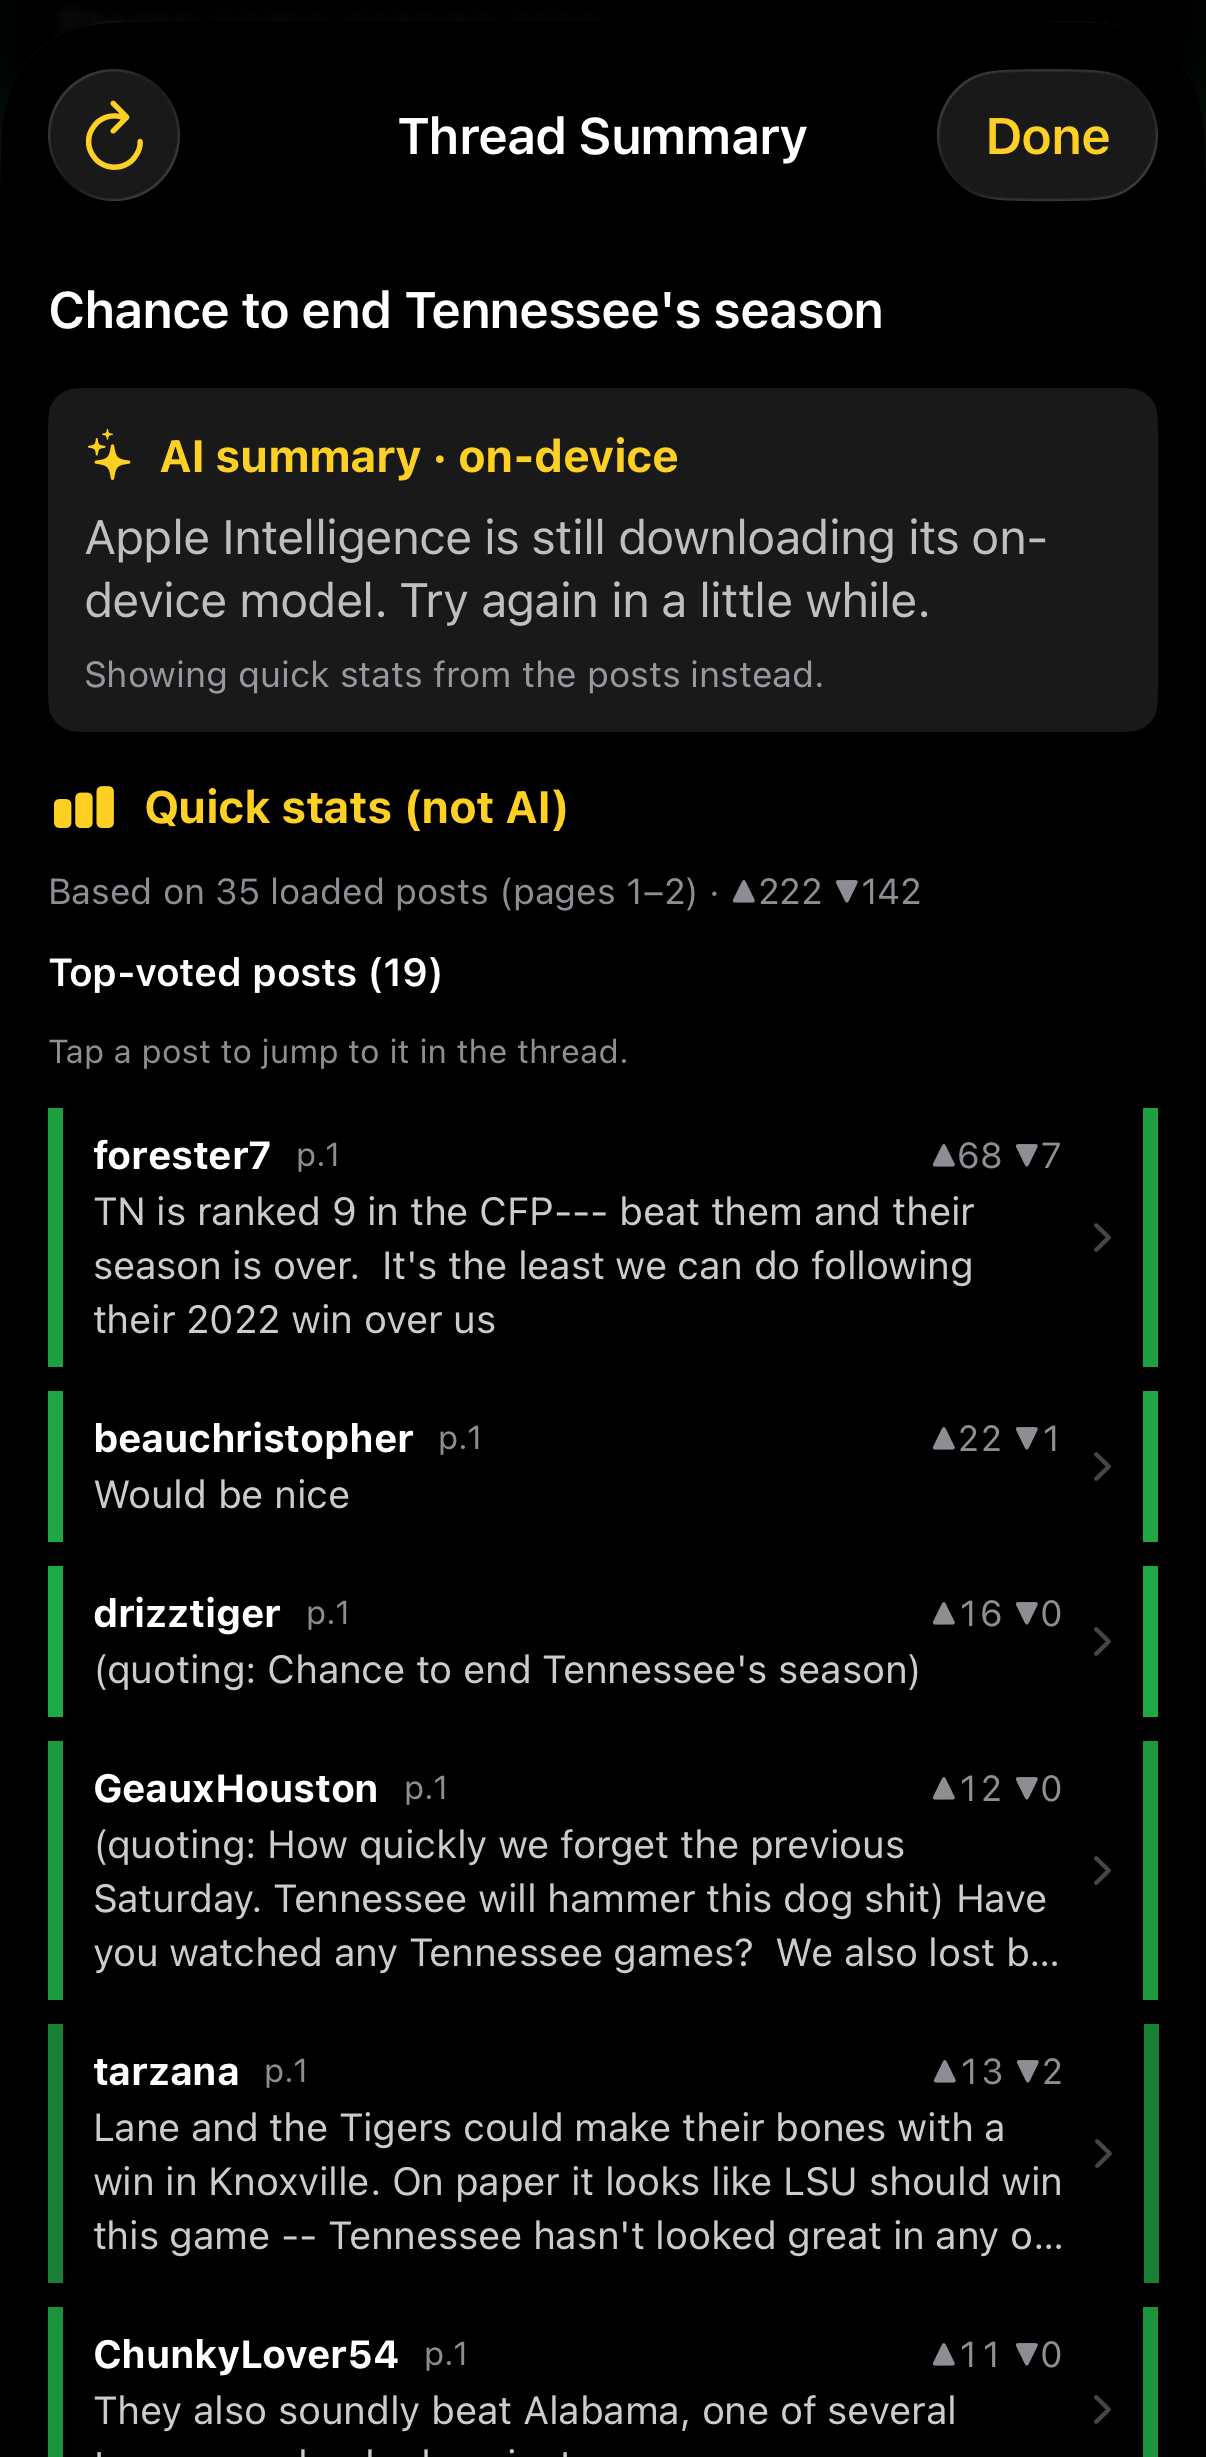 Thread Summary
Done
Chance to end Tennessee's season
AI summary · on-device
Apple Intelligence is still downloading its on-
device model. Try again in a little while.
Showing quick stats from the posts instead.
Quick stats (not AI)
Based on 35 loaded posts (pages 1–2) · ▲222 ▼142
Top-voted posts (19)
Tap a post to jump to it in the thread.
forester7 p.1 ▲68 ▼7
TN is ranked 9 in the CFP--- beat them and their
season is over.  It's the least we can do following
their 2022 win over us
beauchristopher p.1 ▲22 ▼1
Would be nice
drizztiger p.1 ▲16 ▼0
(quoting: Chance to end Tennessee's season)
GeauxHouston p.1 ▲12 ▼0
(quoting: How quickly we forget the previous
Saturday. Tennessee will hammer this dog shit) Have
you watched any Tennessee games?  We also lost b...
tarzana p.1 ▲13 ▼2
Lane and the Tigers could make their bones with a
win in Knoxville. On paper it looks like LSU should win
this game -- Tennessee hasn't looked great in any o...
ChunkyLover54 p.1 ▲11 ▼0
They also soundly beat Alabama, one of several